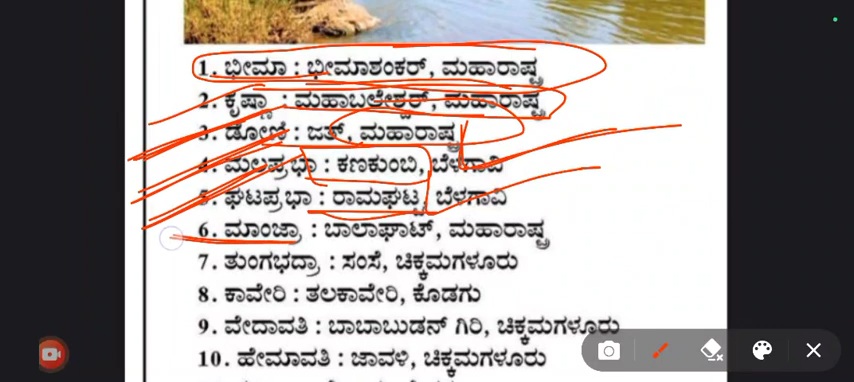 1. ಭೀಮಾ : ಭೀಮಾಶಂಕರ್, ಮಹಾರಾಷ್ಟ್ರ
2. ಕೃಷ್ಣಾ : ಮಹಾಬಲೇಶ್ವರ್, ಮಹಾರಾಷ್ಟ್ರ
3. ಡೋಣಿ : ಜತ್, ಮಹಾರಾಷ್ಟ್ರ
4. ಮಲಪ್ರಭಾ : ಕಣಕುಂಬಿ, ಬೆಳಗಾವಿ
5. ಘಟಪ್ರಭಾ : ರಾಮಘಟ್ಟ, ಬೆಳಗಾವಿ
6. ಮಾಂಜ್ರಾ : ಬಾಲಾಘಾಟ್, ಮಹಾರಾಷ್ಟ್ರ
7. ತುಂಗಭದ್ರಾ : ಸಂಸೆ, ಚಿಕ್ಕಮಗಳೂರು
8. ಕಾವೇರಿ : ತಲಕಾವೇರಿ, ಕೊಡಗು
9. ವೇದಾವತಿ : ಬಾಬಾಬುಡನ್ ಗಿರಿ, ಚಿಕ್ಕಮಗಳೂರು
10. ಹೇಮಾವತಿ : ಜಾವಳಿ, ಚಿಕ್ಕಮಗಳೂರು